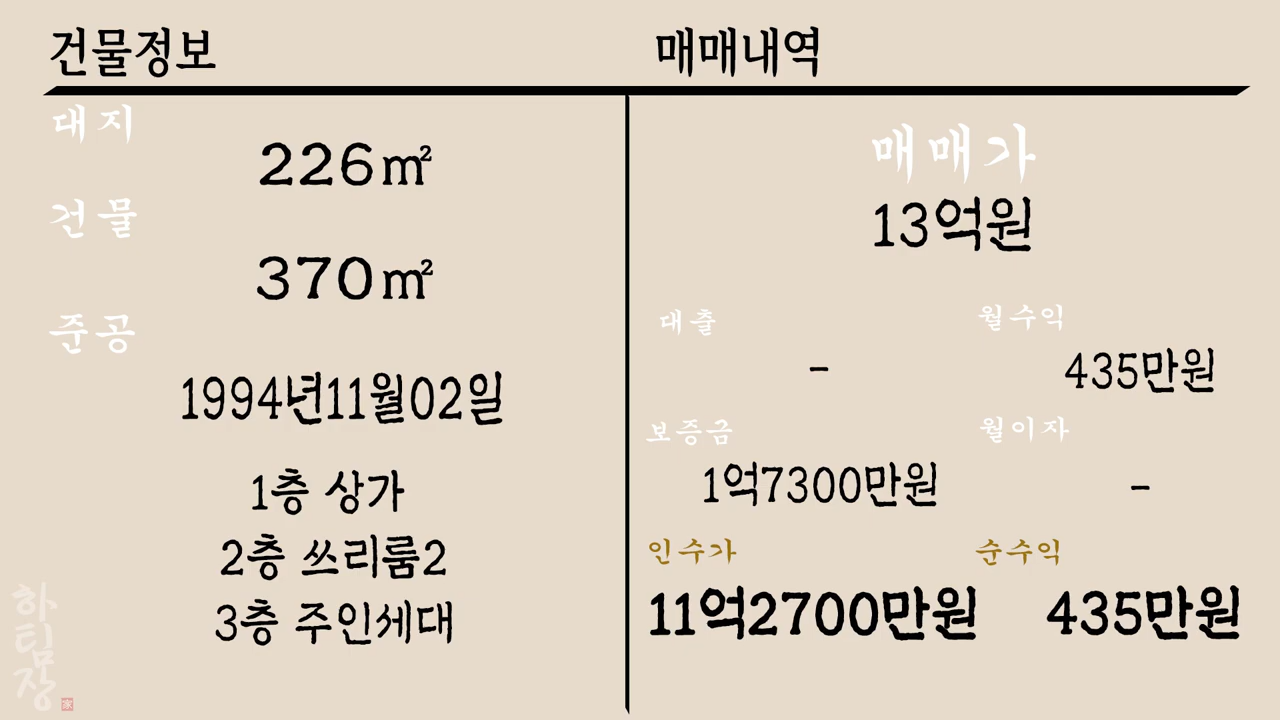 건물정보
대지
226㎡
건물
370㎡
준공
1994년11월02일
1층 상가
2층 쓰리룸2
3층 주인세대
하팀장
매매내역
매매가
13억원
대출
-
월수익
435만원
보증금
1억7300만원
월이자
-
인수가
11억2700만원
순수익
435만원